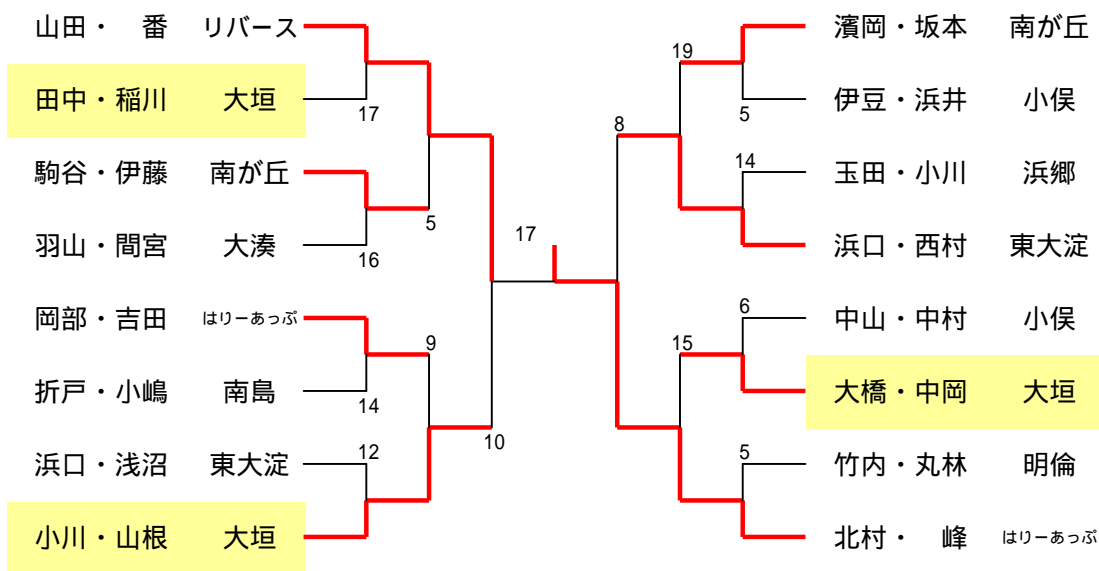 山田・　番　リバース
田中・稲川　大垣
17
駒谷・伊藤　南が丘
5
羽山・間宮　大湊
16
岡部・吉田　はりーあっぷ
9
折戸・小嶋　南島
14
浜口・浅沼　東大淀
12
10
小川・山根　大垣
17
濱岡・坂本　南が丘
19
伊豆・浜井　小俣
5
8
玉田・小川　浜郷
14
浜口・西村　東大淀
中山・中村　小俣
6
15
大橋・中岡　大垣
竹内・丸林　明倫
5
北村・　峰　はりーあっぷ